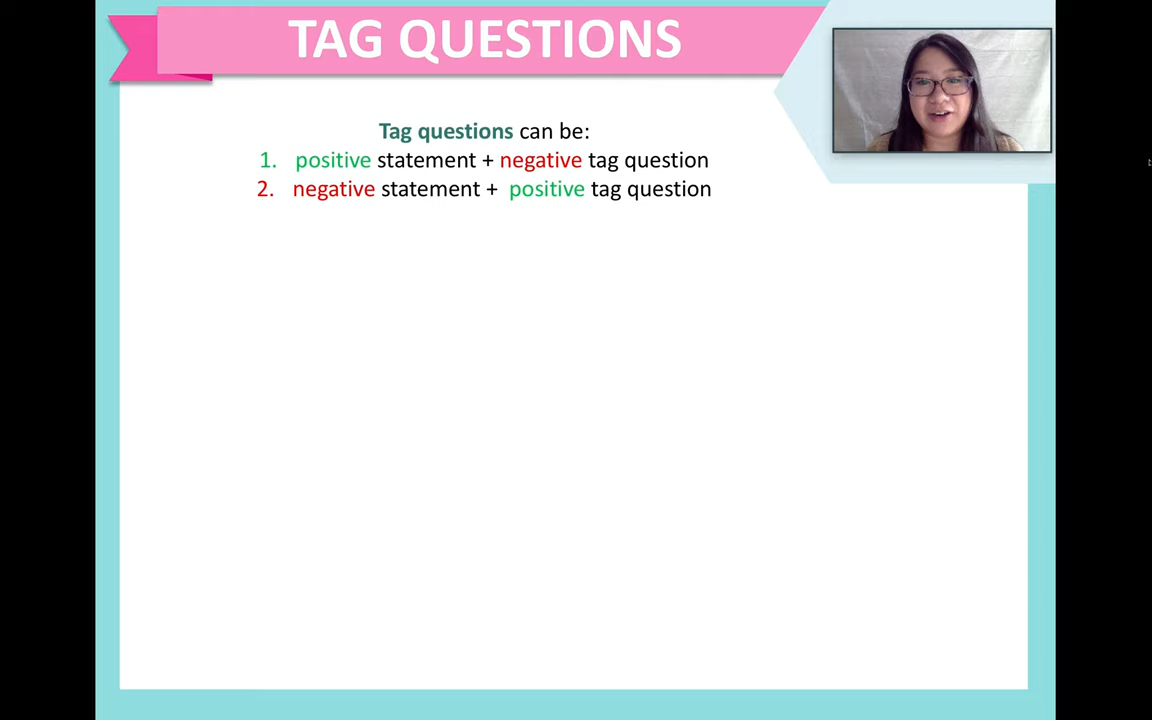 TAG QUESTIONS
Tag questions can be:
1. positive statement + negative tag question
2. negative statement + positive tag question